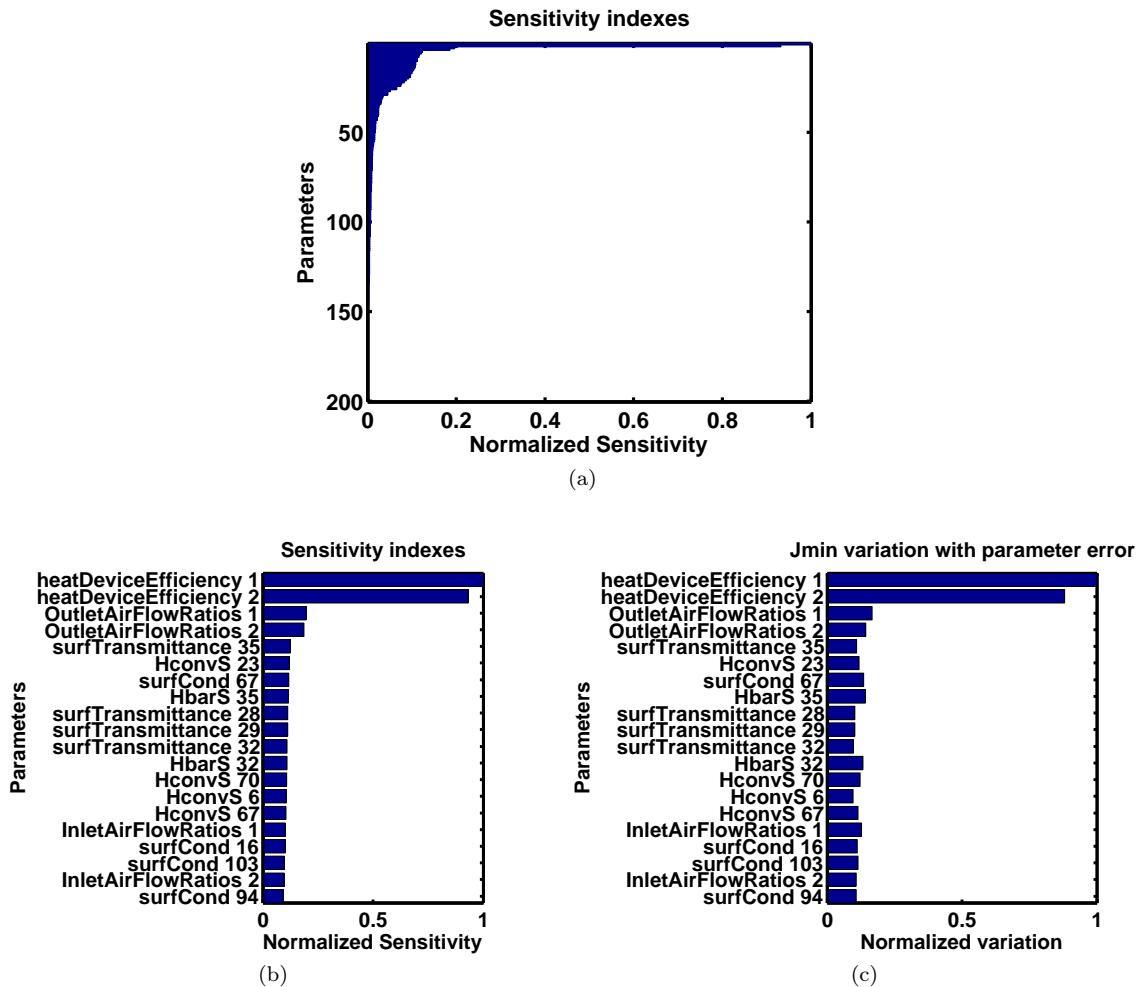 Sensitivity indexes
Parameters
50
100
150
200
0 0.2 0.4 0.6 0.8 1
Normalized Sensitivity
(a)
Sensitivity indexes
Parameters
heatDeviceEfficiency 1
heatDeviceEfficiency 2
OutletAirFlowRatios 1
OutletAirFlowRatios 2
surfTransmittance 35
HconvS 23
surfCond 67
HbarS 35
surfTransmittance 28
surfTransmittance 29
surfTransmittance 32
HbarS 32
HconvS 70
HconvS 6
HconvS 67
InletAirFlowRatios 1
surfCond 16
surfCond 103
InletAirFlowRatios 2
surfCond 94
0 0.5 1
Normalized Sensitivity
(b)
Jmin variation with parameter error
Parameters
heatDeviceEfficiency 1
heatDeviceEfficiency 2
OutletAirFlowRatios 1
OutletAirFlowRatios 2
surfTransmittance 35
HconvS 23
surfCond 67
HbarS 35
surfTransmittance 28
surfTransmittance 29
surfTransmittance 32
HbarS 32
HconvS 70
HconvS 6
HconvS 67
InletAirFlowRatios 1
surfCond 16
surfCond 103
InletAirFlowRatios 2
surfCond 94
0 0.5 1
Normalized variation
(c)